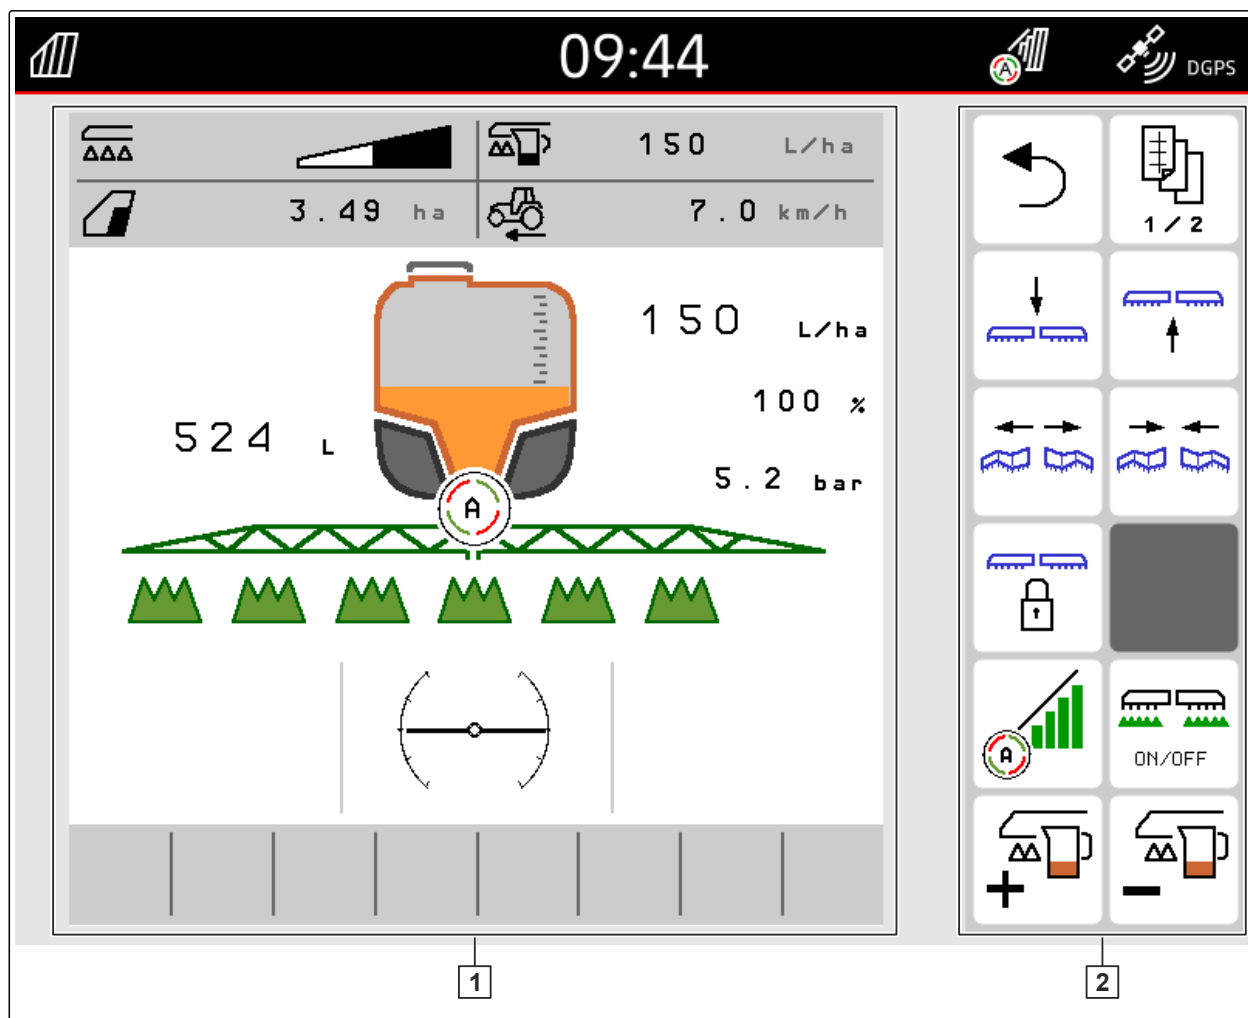 09:44
A
DGPS
150 L/ha
3.49 ha
7.0 km/h
150 L/ha
100 %
524 L
5.2 bar
A
1/2
A
ON/OFF
1
2